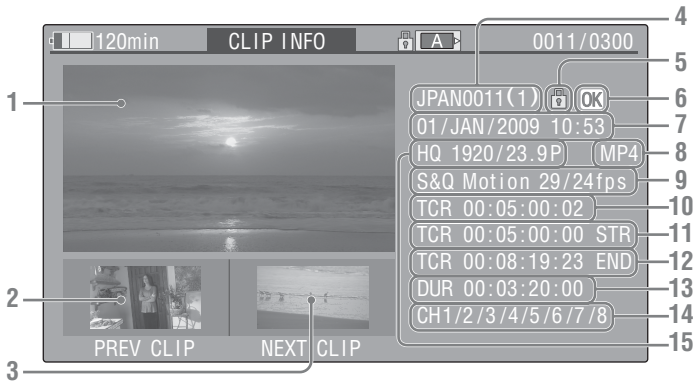 4
120min CLIP INFO A 0011/0300
5
1 JPAN0011(1) OK 6
01/JAN/2009 10:53 7
HQ 1920/23.9P MP4 8
S&Q Motion 29/24fps 9
TCR 00:05:00:02 10
TCR 00:05:00:00 STR 11
TCR 00:08:19:23 END 12
2 DUR 00:03:20:00 13
CH1/2/3/4/5/6/7/8 14
PREV CLIP NEXT CLIP 15
3